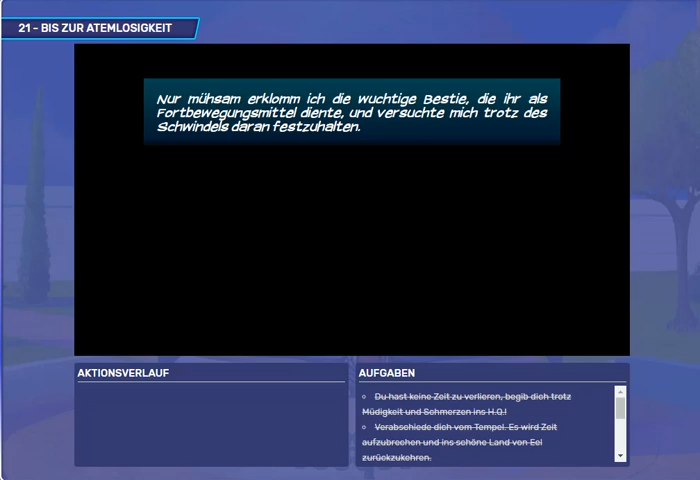 21 - BIS ZUR ATEMLOSIGKEIT
Nur mühsam erklomm ich die wuchtige Bestie, die ihr als
Fortbewegungsmittel diente, und versuchte mich trotz des
Schwindels daran festzuhalten.
AKTIONSVERLAUF
AUFGABEN
Du hast keine Zeit zu verlieren, begib dich trotz
Müdigkeit und Schmerzen ins H.Q.!
Verabschiede dich vom Tempel. Es wird Zeit
aufzubrechen und ins schöne Land von Eel
zurückzukehren.